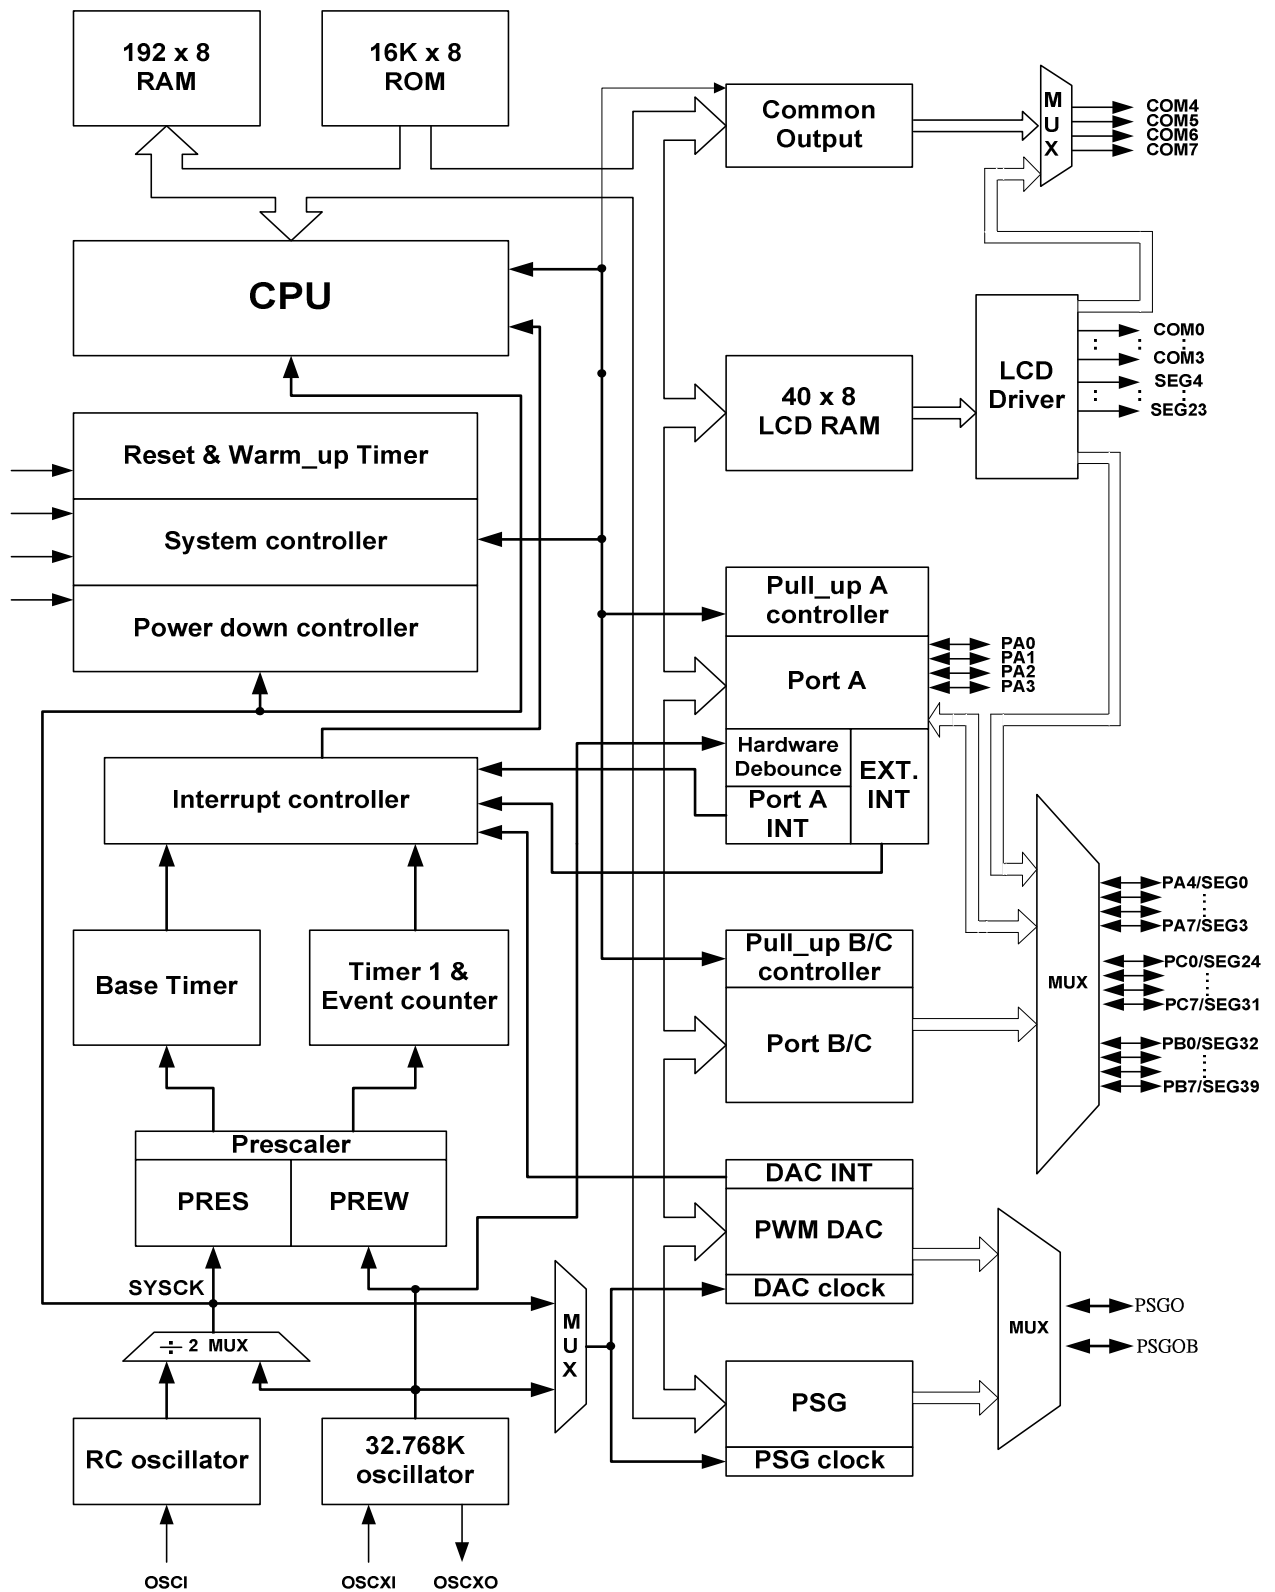 192 x 8
RAM
16K x 8
ROM
Common
Output
M
U
X
COM4
COM5
COM6
COM7
CPU
LCD
Driver
COM0
COM3
SEG4
SEG23
40 x 8
LCD RAM
Reset & Warm_up Timer
System controller
Power down controller
Pull_up A
controller
Port A
PA0
PA1
PA2
PA3
Hardware
Debounce
Port A
INT
EXT.
INT
Interrupt controller
Base Timer
Timer 1 &
Event counter
Pull_up B/C
controller
Port B/C
MUX
PA4/SEG0
PA7/SEG3
PC0/SEG24
PC7/SEG31
PB0/SEG32
PB7/SEG39
Prescaler
PRES
PREW
DAC INT
PWM DAC
DAC clock
SYSCK
÷ 2 MUX
M
U
X
MUX
PSGO
PSGOB
PSG
PSG clock
RC oscillator
32.768K
oscillator
OSCI
OSCXI
OSCXO